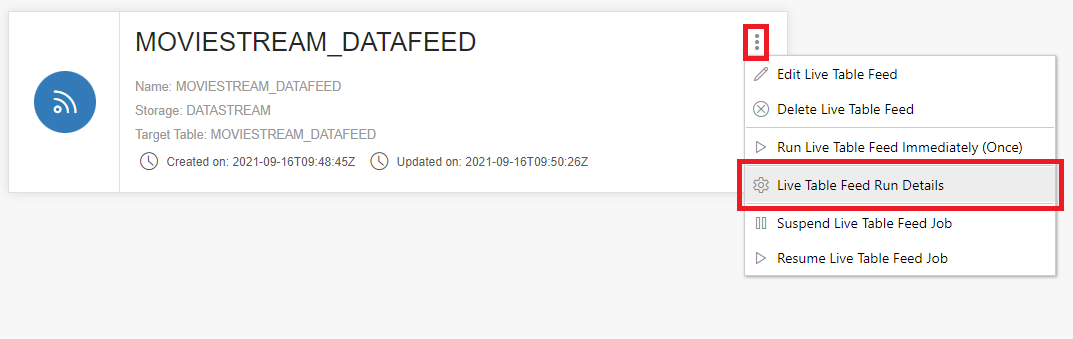 MOVIESTREAM_DATAFEED
Name: MOVIESTREAM_DATAFEED
Storage: DATASTREAM
Target Table: MOVIESTREAM_DATAFEED
Created on: 2021-09-16T09:48:45Z Updated on: 2021-09-16T09:50:26Z
Edit Live Table Feed
Delete Live Table Feed
Run Live Table Feed Immediately (Once)
Live Table Feed Run Details
Suspend Live Table Feed Job
Resume Live Table Feed Job